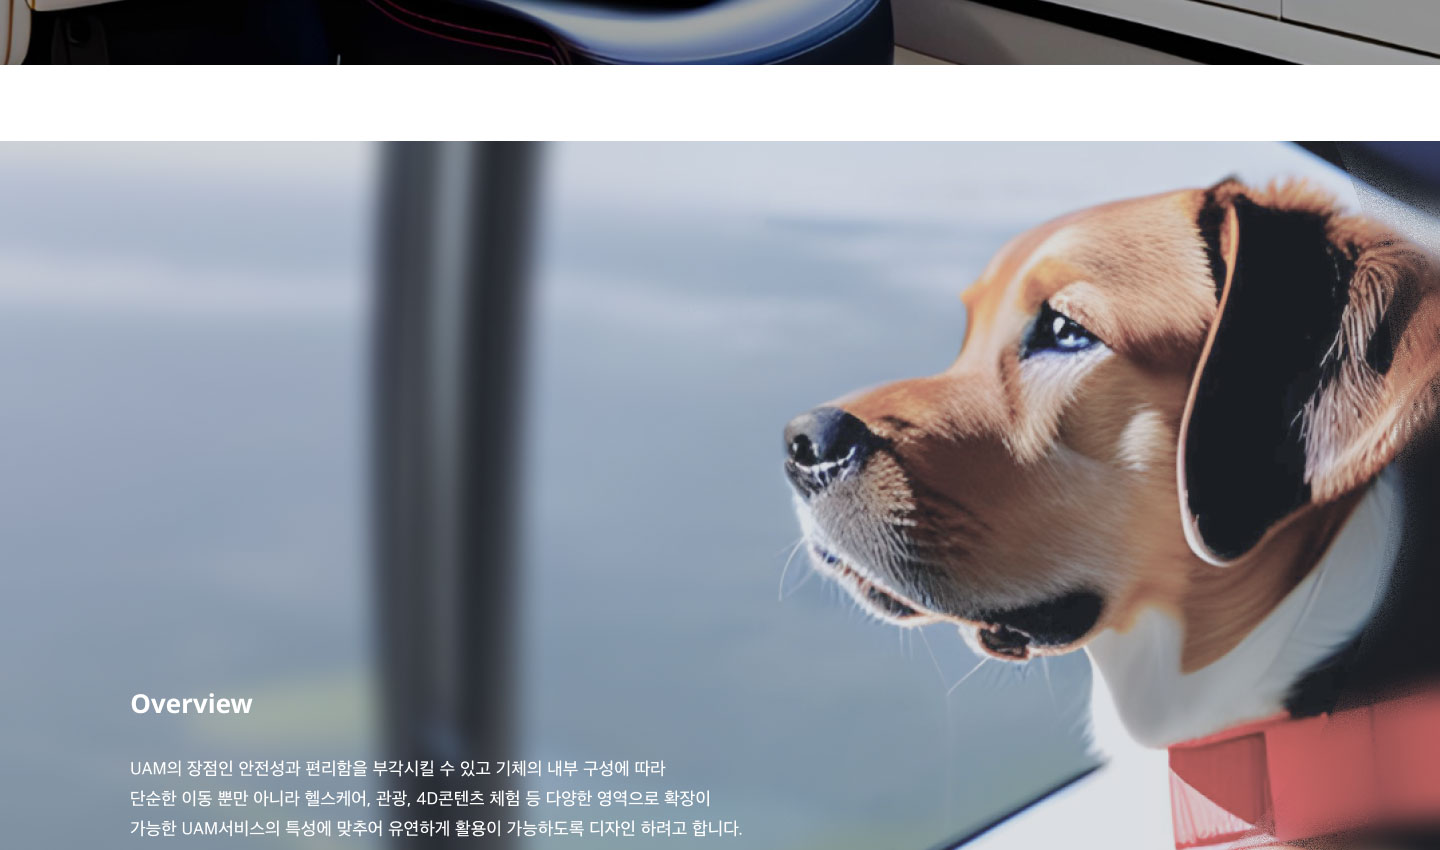 Overview
UAM의 장점인 안전성과 편리함을 부각시킬 수 있고 기체의 내부 구성에 따라
단순한 이동 뿐만 아니라 헬스케어, 관광, 4D콘텐츠 체험 등 다양한 영역으로 확장이
가능한 UAM서비스의 특성에 맞추어 유연하게 활용이 가능하도록 디자인 하려고 합니다.